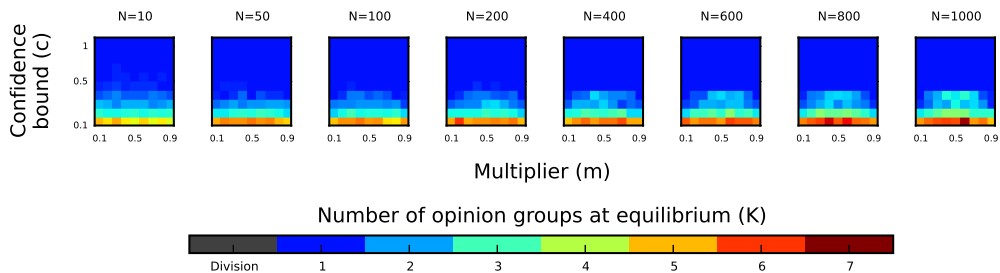 N=10 N=50 N=100 N=200 N=400 N=600 N=800 N=1000
Confidence
bound (c)
1
0.5
0.1
0.1 0.5 0.9 0.1 0.5 0.9 0.1 0.5 0.9 0.1 0.5 0.9 0.1 0.5 0.9 0.1 0.5 0.9 0.1 0.5 0.9 0.1 0.5 0.9
Multiplier (m)
Number of opinion groups at equilibrium (K)
Division 1 2 3 4 5 6 7